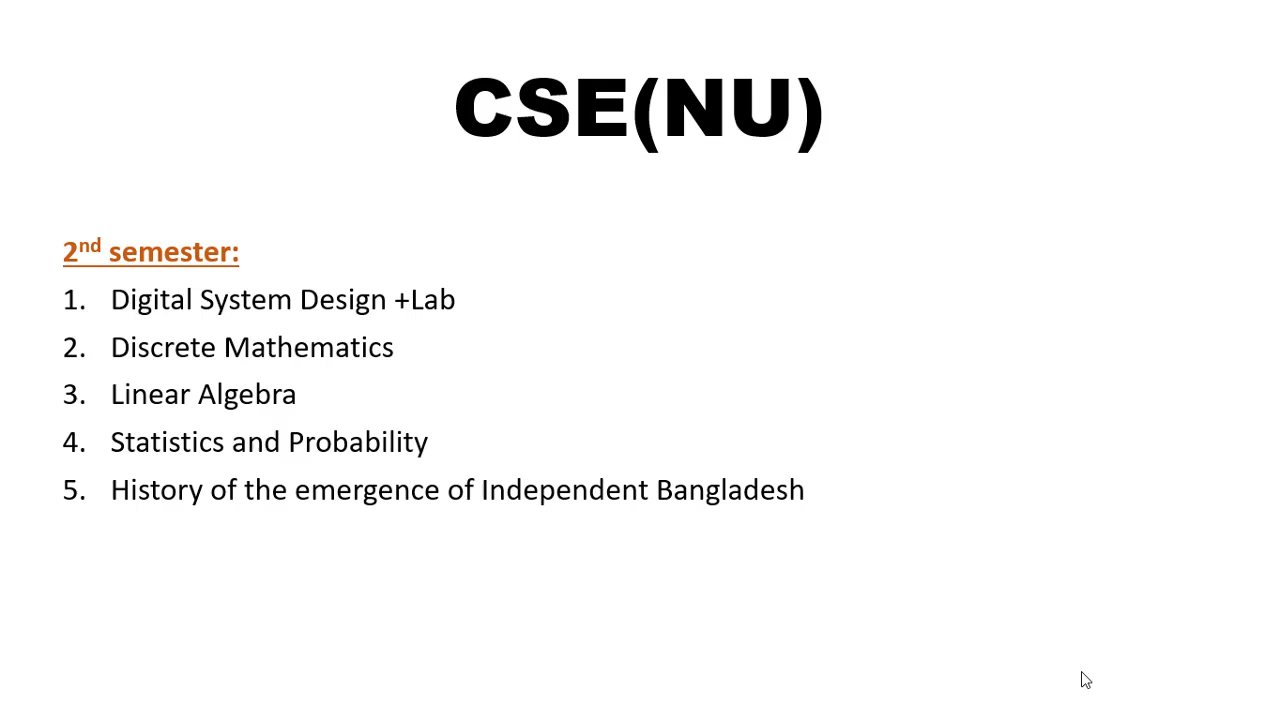 CSE(NU)
2nd semester:
1. Digital System Design +Lab
2. Discrete Mathematics
3. Linear Algebra
4. Statistics and Probability
5. History of the emergence of Independent Bangladesh